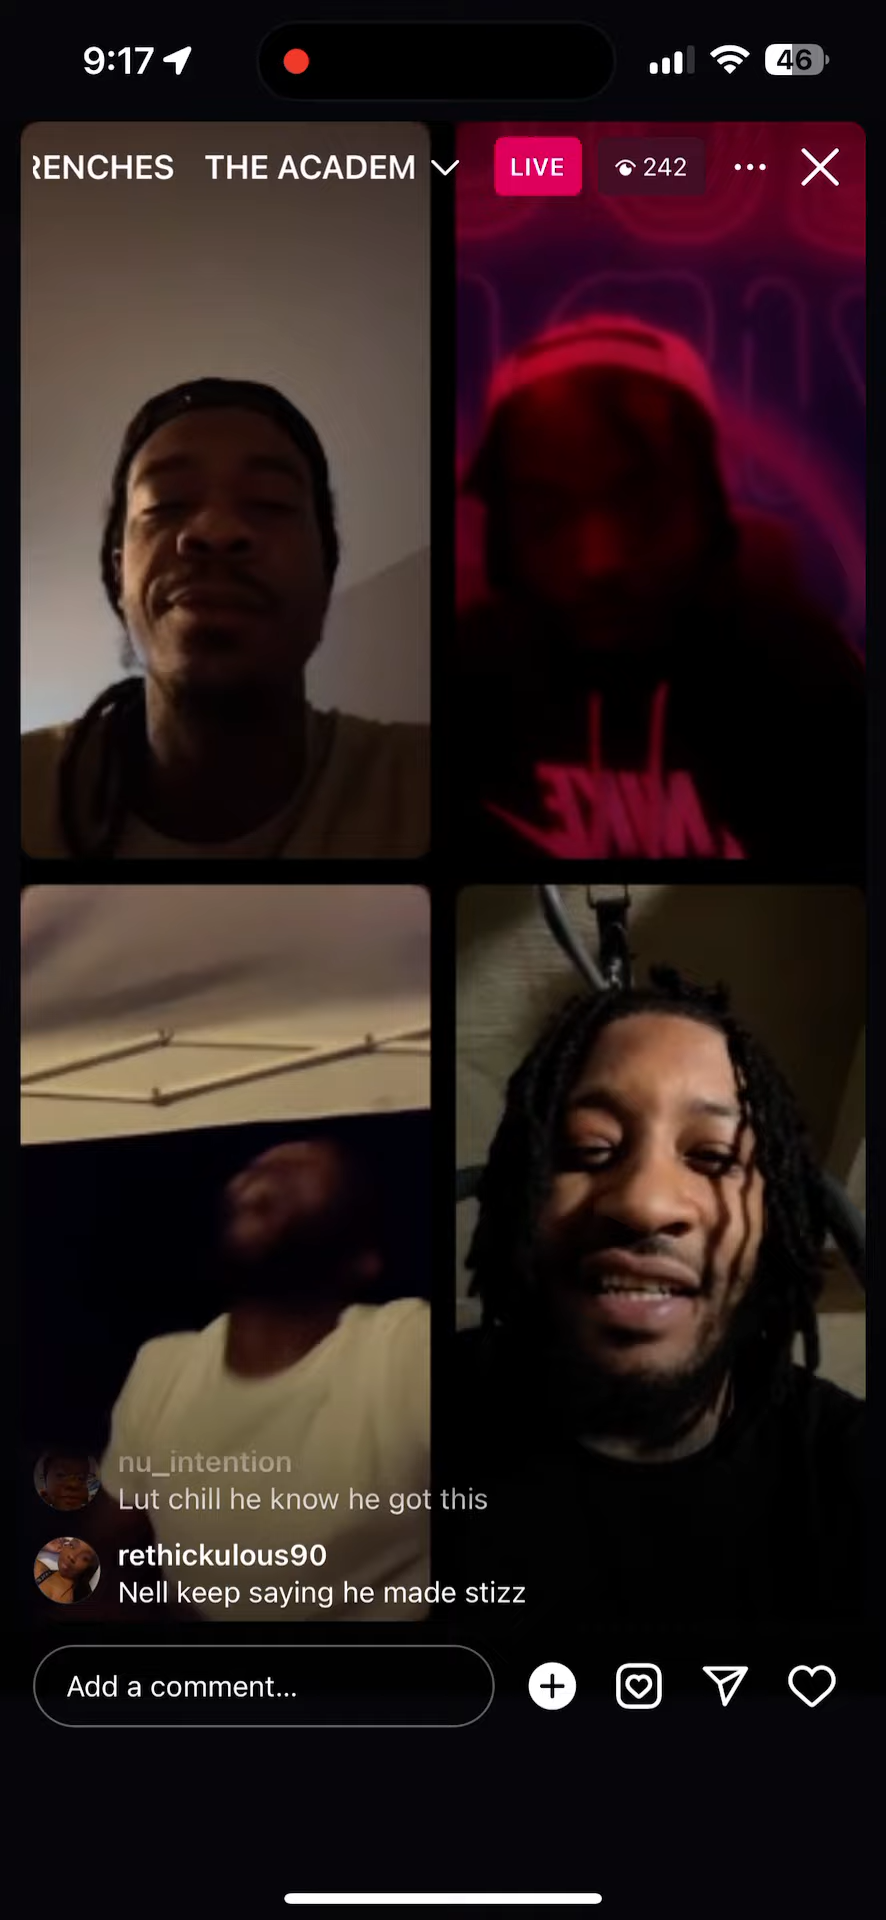 9:17
46
RENCHES THE ACADEM
LIVE
242
NIKE
nu_intention
Lut chill he know he got this
rethickulous90
Nell keep saying he made stizz
Add a comment...